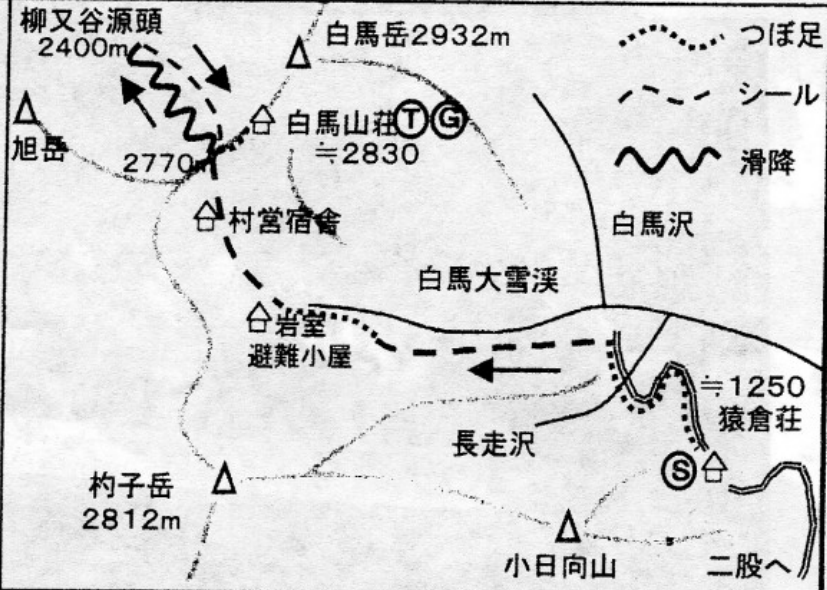 柳又谷源頭
2400m
白馬岳2932m
つぼ足
シール
滑降
旭岳
白馬山荘ⓉⒼ
≒2830
2770m
村営宿舎
白馬沢
白馬大雪渓
岩室
避難小屋
≒1250
猿倉荘
長走沢
Ⓢ
杓子岳
2812m
小日向山
二股へ